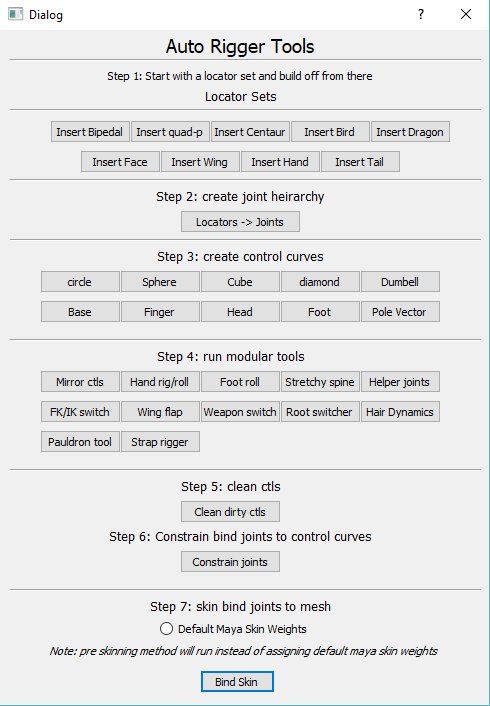 Dialog ?
Auto Rigger Tools
Step 1: Start with a locator set and build off from there
Locator Sets
Insert Bipedal Insert quad-p Insert Centaur Insert Bird Insert Dragon
Insert Face Insert Wing Insert Hand Insert Tail
Step 2: create joint heirarchy
Locators -> Joints
Step 3: create control curves
circle Sphere Cube diamond Dumbell
Base Finger Head Foot Pole Vector
Step 4: run modular tools
Mirror ctls Hand rig/roll Foot roll Stretchy spine Helper joints
FK/IK switch Wing flap Weapon switch Root switcher Hair Dynamics
Pauldron tool Strap rigger
Step 5: clean ctls
Clean dirty ctls
Step 6: Constrain bind joints to control curves
Constrain joints
Step 7: skin bind joints to mesh
Default Maya Skin Weights
Note: pre skinning method will run instead of assigning default maya skin weights
Bind Skin